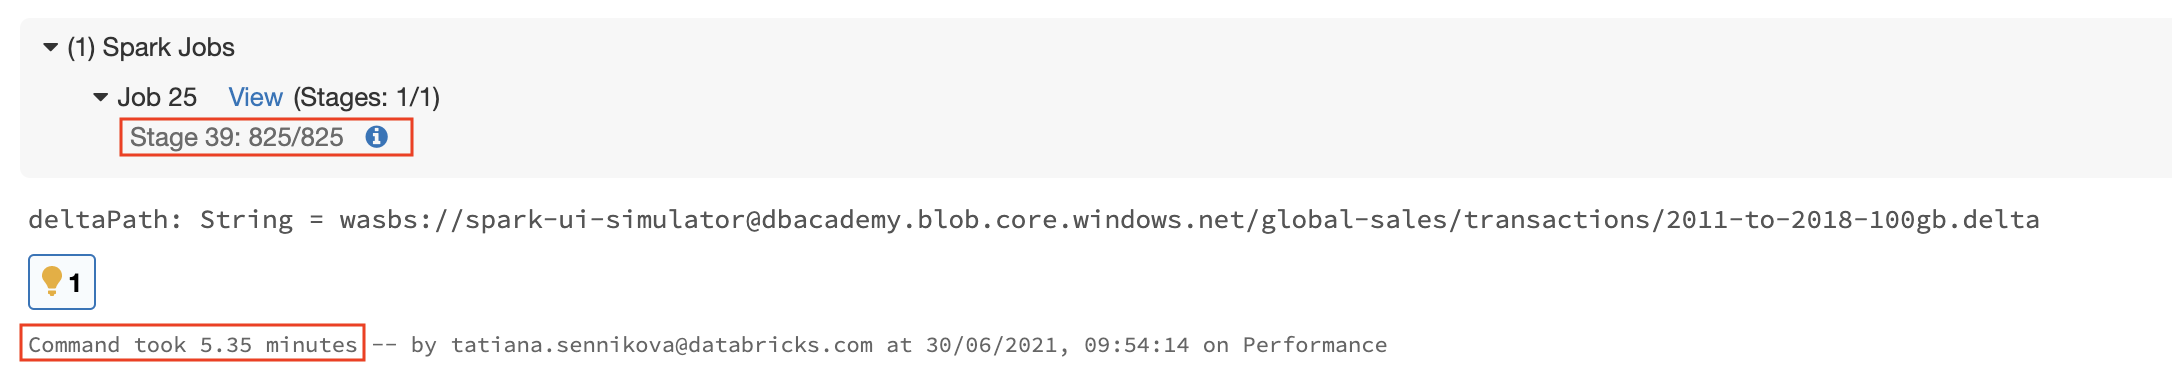 (1) Spark Jobs
Job 25 View (Stages: 1/1)
Stage 39: 825/825
deltaPath: String = wasbs://spark-ui-simulator@dbacademy.blob.core.windows.net/global-sales/transactions/2011-to-2018-100gb.delta
1
Command took 5.35 minutes -- by tatiana.sennikova@databricks.com at 30/06/2021, 09:54:14 on Performance